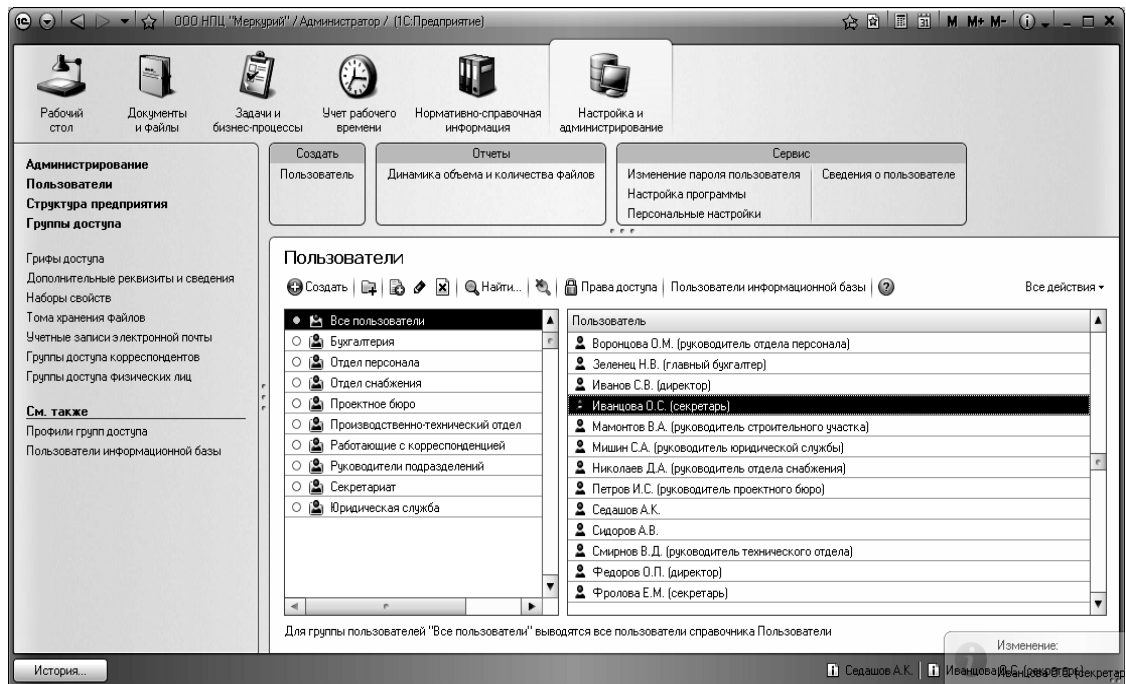 ООО НПЦ "Меркурий" / Администратор / (1С:Предприятие)
M M+ M-
Рабочий стол
Документы и файлы
Задачи и бизнес-процессы
Учет рабочего времени
Нормативно-справочная информация
Настройка и администрирование
Администрирование
Пользователи
Структура предприятия
Группы доступа
Грифы доступа
Дополнительные реквизиты и сведения
Наборы свойств
Тома хранения файлов
Учетные записи электронной почты
Группы доступа корреспондентов
Группы доступа физических лиц
См. также
Профили групп доступа
Пользователи информационной базы
Создать
Пользователь
Отчеты
Динамика объема и количества файлов
Сервис
Изменение пароля пользователя
Сведения о пользователе
Настройка программы
Персональные настройки
Пользователи
Создать Найти... Права доступа Пользователи информационной базы Все действия
Все пользователи
Бухгалтерия
Отдел персонала
Отдел снабжения
Проектное бюро
Производственно-технический отдел
Работающие с корреспонденцией
Руководители подразделений
Секретариат
Юридическая служба
Пользователь
Воронцова О.М. (руководитель отдела персонала)
Зеленец Н.В. (главный бухгалтер)
Иванов С.В. (директор)
Иванцова О.С. (секретарь)
Мамонтов В.А. (руководитель строительного участка)
Мишин С.А. (руководитель юридической службы)
Николаев Д.А. (руководитель отдела снабжения)
Петров И.С. (руководитель проектного бюро)
Седашов А.К.
Сидоров А.В.
Смирнов В.Д. (руководитель технического отдела)
Федоров О.П. (директор)
Фролова Е.М. (секретарь)
Для группы пользователей "Все пользователи" выводятся все пользователи справочника Пользователи
Изменение:
История...
Седашов А.К.
Иванцова О.С.